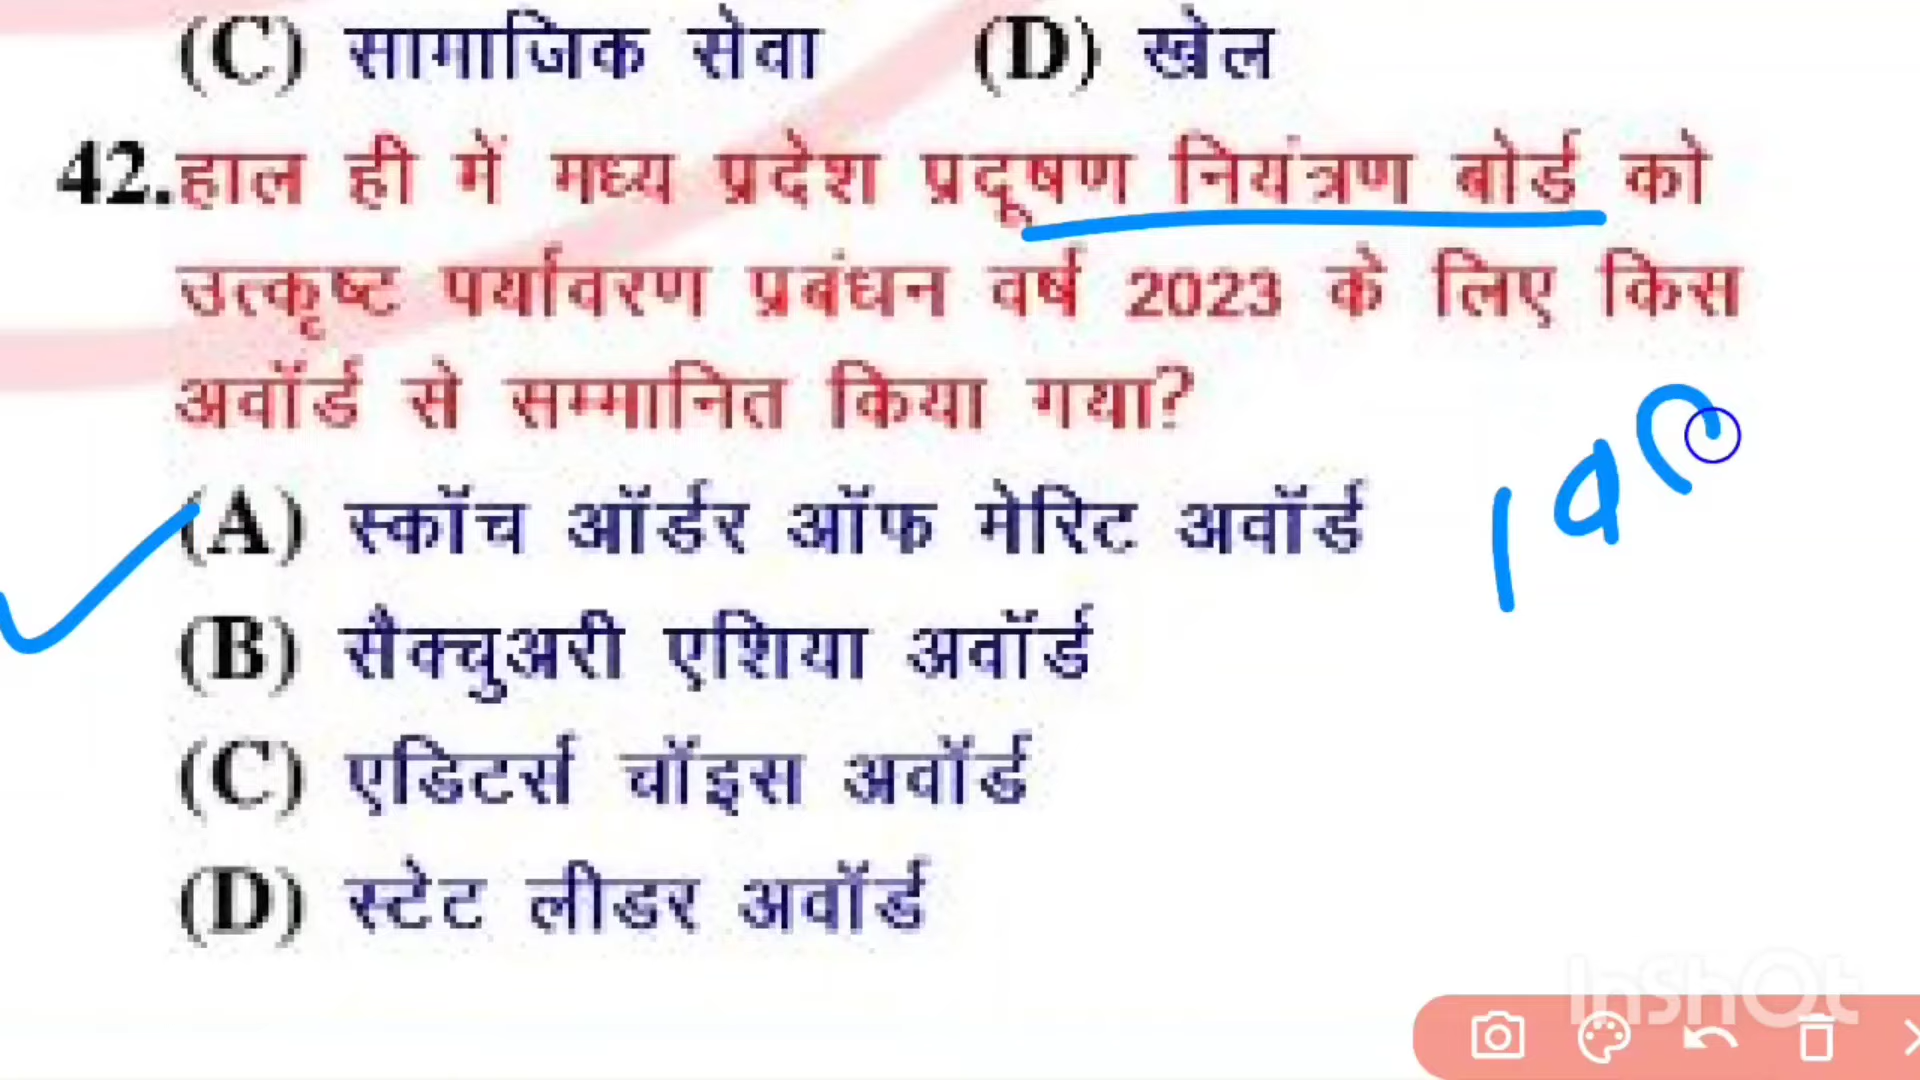 (C) सामाजिक सेवा (D) खेल
42. हाल ही में मध्य प्रदेश प्रदूषण नियंत्रण बोर्ड को
उत्कृष्ट पर्यावरण प्रबंधन वर्ष 2023 के लिए किस
अवॉर्ड से सम्मानित किया गया?
(A) स्कॉच ऑर्डर ऑफ मेरिट अवॉर्ड
(B) सैक्चुअरी एशिया अवॉर्ड
(C) एडिटर्स चॉइस अवॉर्ड
(D) स्टेट लीडर अवॉर्ड
InShOt